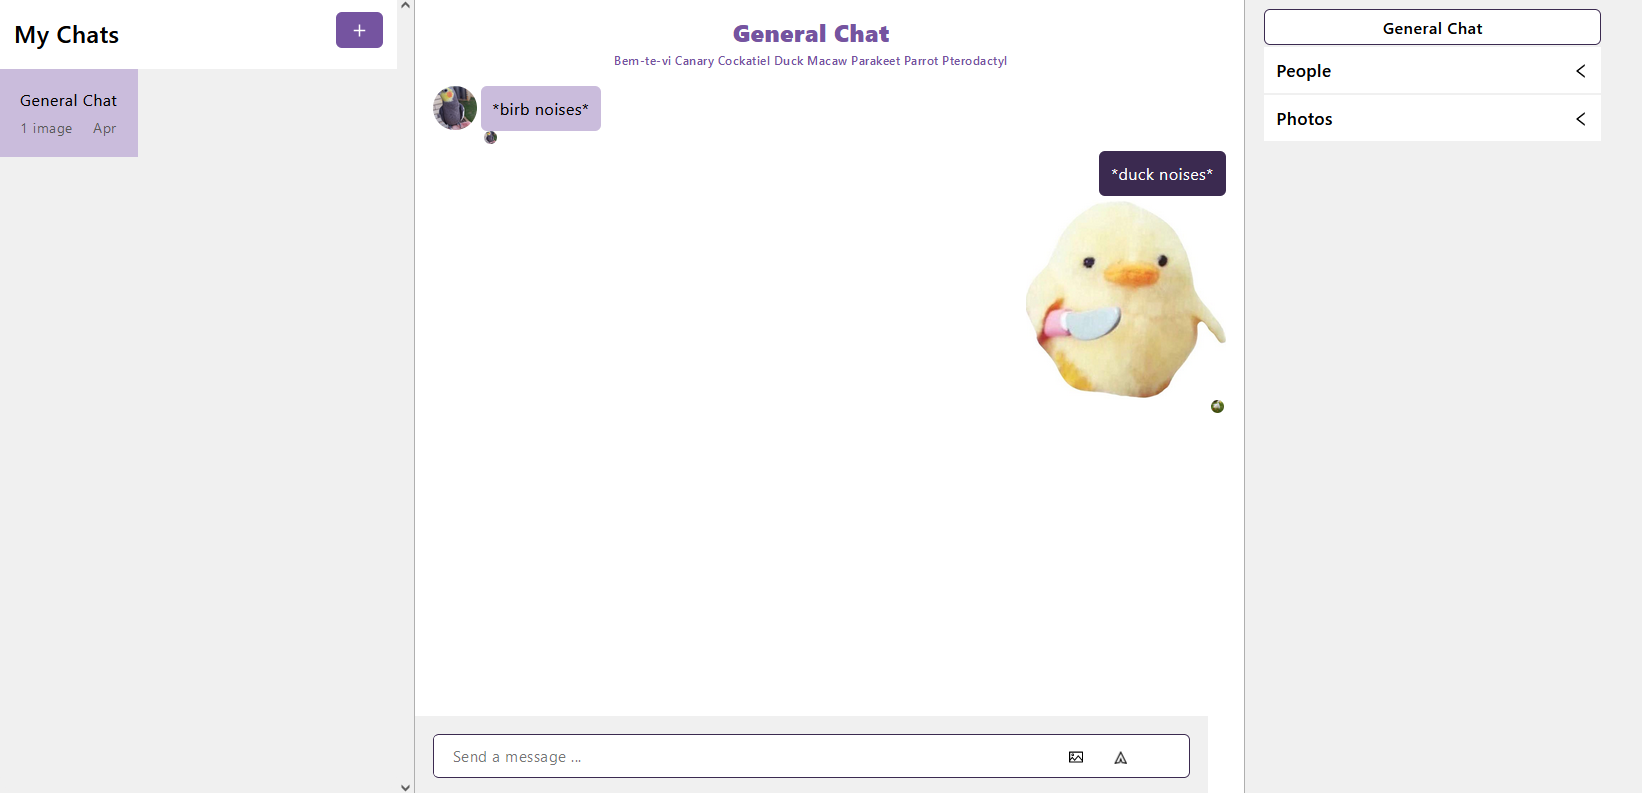 My Chats
+
General Chat
1 image Apr
General Chat
Bem-te-vi Canary Cockatiel Duck Macaw Parakeet Parrot Pterodactyl
*birb noises*
*duck noises*
Send a message ...
General Chat
People
Photos